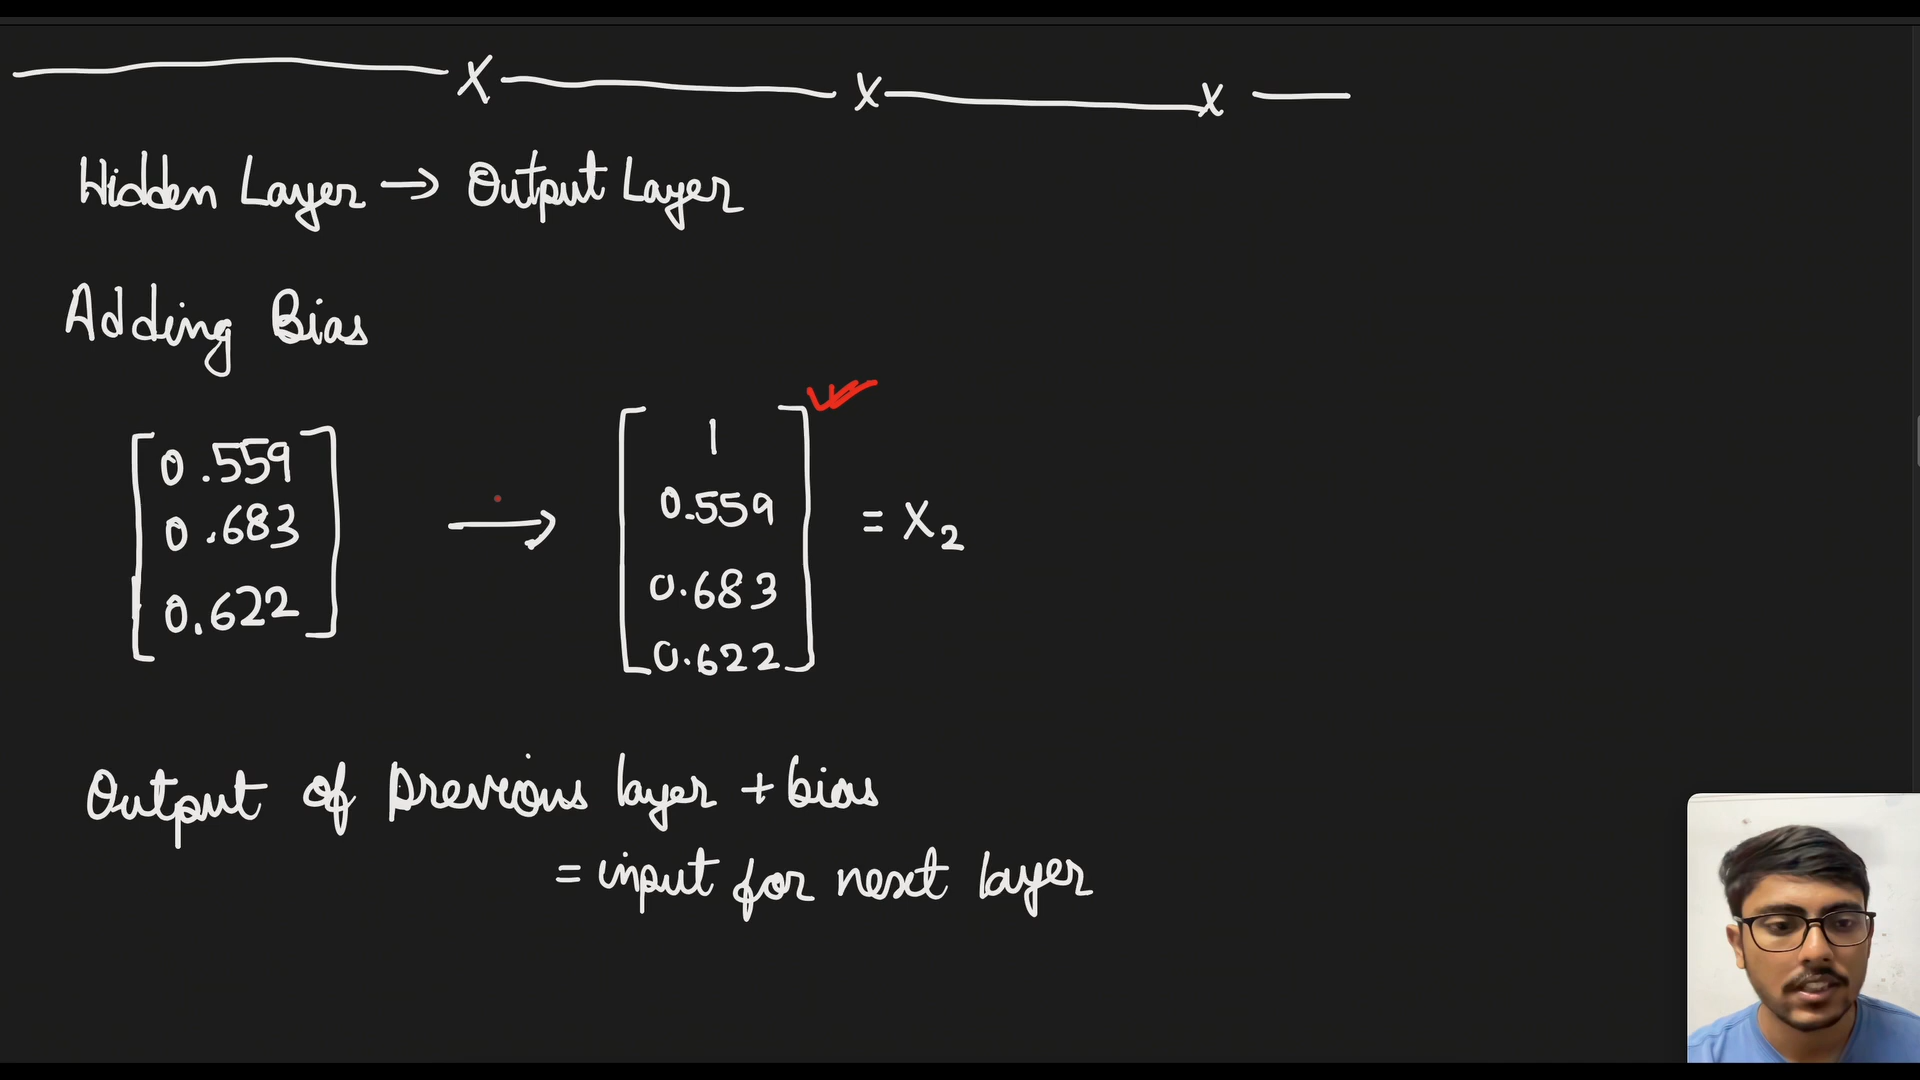 Hidden Layer → Output Layer
Adding Bias
[0.559
0.683
0.622] → [1
0.559
0.683
0.622] = X₂
Output of previous layer + bias
= input for next layer